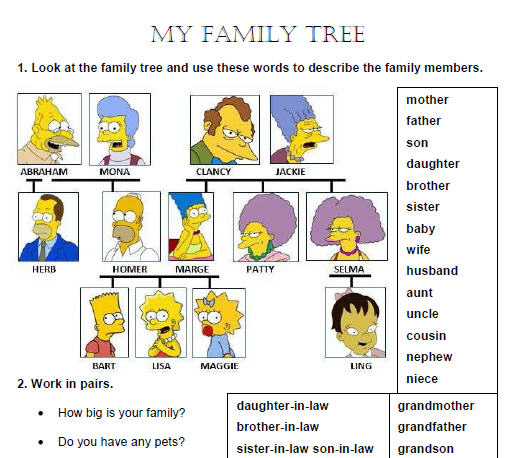 MY FAMILY TREE
1. Look at the family tree and use these words to describe the family members.
ABRAHAM MONA CLANCY JACKIE
HERB HOMER MARGE PATTY SELMA
BART LISA MAGGIE LING
mother
father
son
daughter
brother
sister
baby
wife
husband
aunt
uncle
cousin
nephew
niece
2. Work in pairs.
• How big is your family?
• Do you have any pets?
daughter-in-law
brother-in-law
sister-in-law son-in-law
grandmother
grandfather
grandson